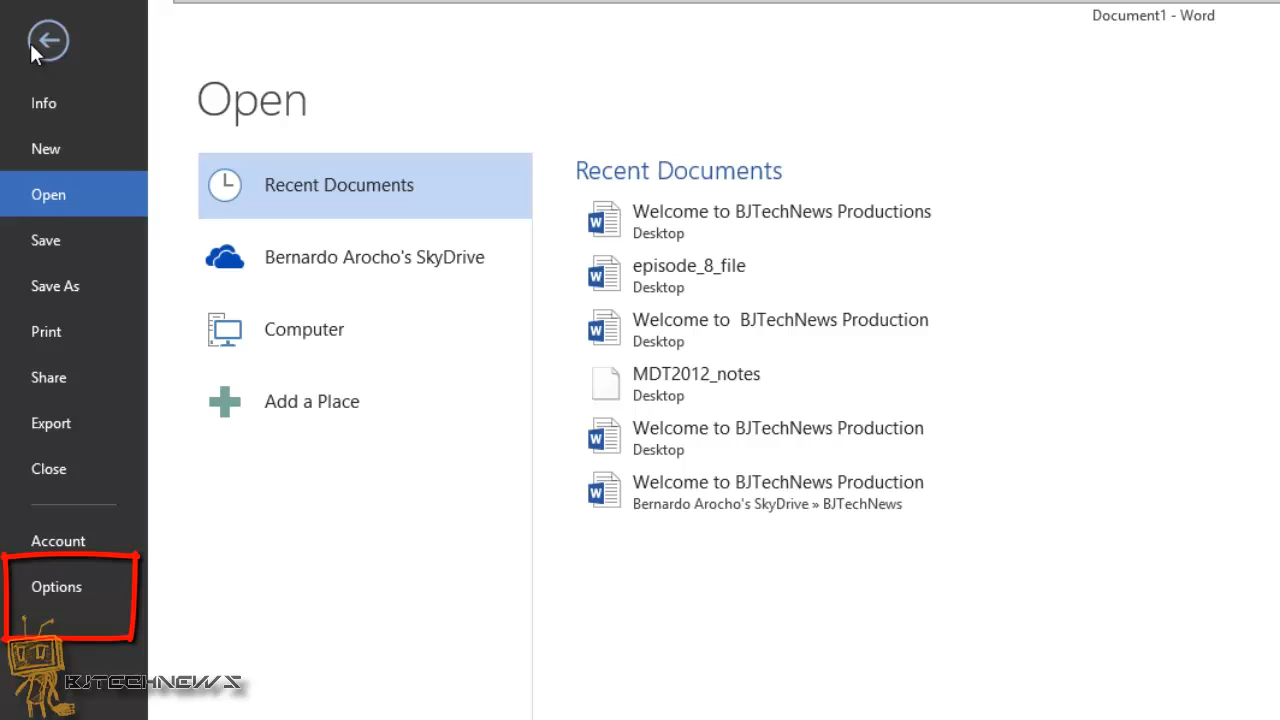 Document1 - Word
Info
New
Open
Save
Save As
Print
Share
Export
Close
Account
Options
Open
Recent Documents
Bernardo Arocho's SkyDrive
Computer
Add a Place
Recent Documents
Welcome to BJTechNews Productions
Desktop
episode_8_file
Desktop
Welcome to  BJTechNews Production
Desktop
MDT2012_notes
Desktop
Welcome to BJTechNews Production
Desktop
Welcome to BJTechNews Production
Bernardo Arocho's SkyDrive » BJTechNews
BJTECHNEWS